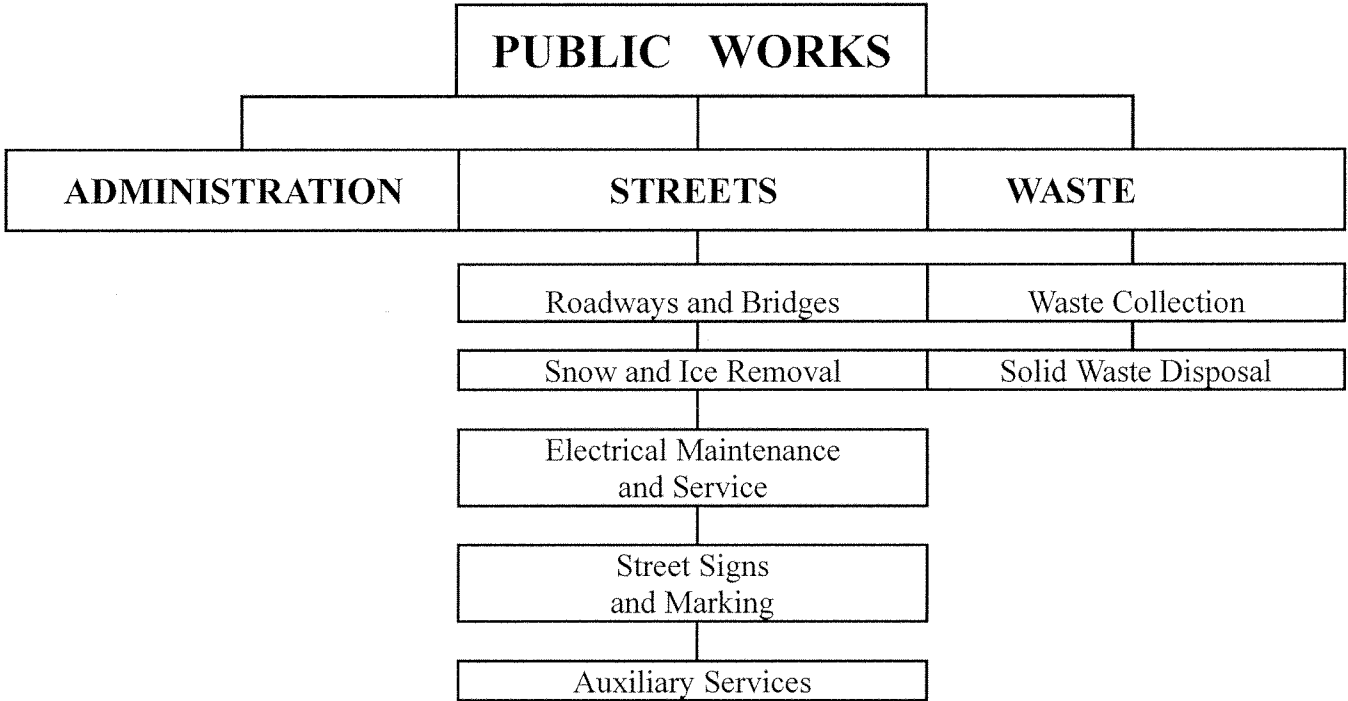 PUBLIC WORKS
ADMINISTRATION
STREETS
WASTE
Roadways and Bridges
Waste Collection
Snow and Ice Removal
Solid Waste Disposal
Electrical Maintenance
and Service
Street Signs
and Marking
Auxiliary Services